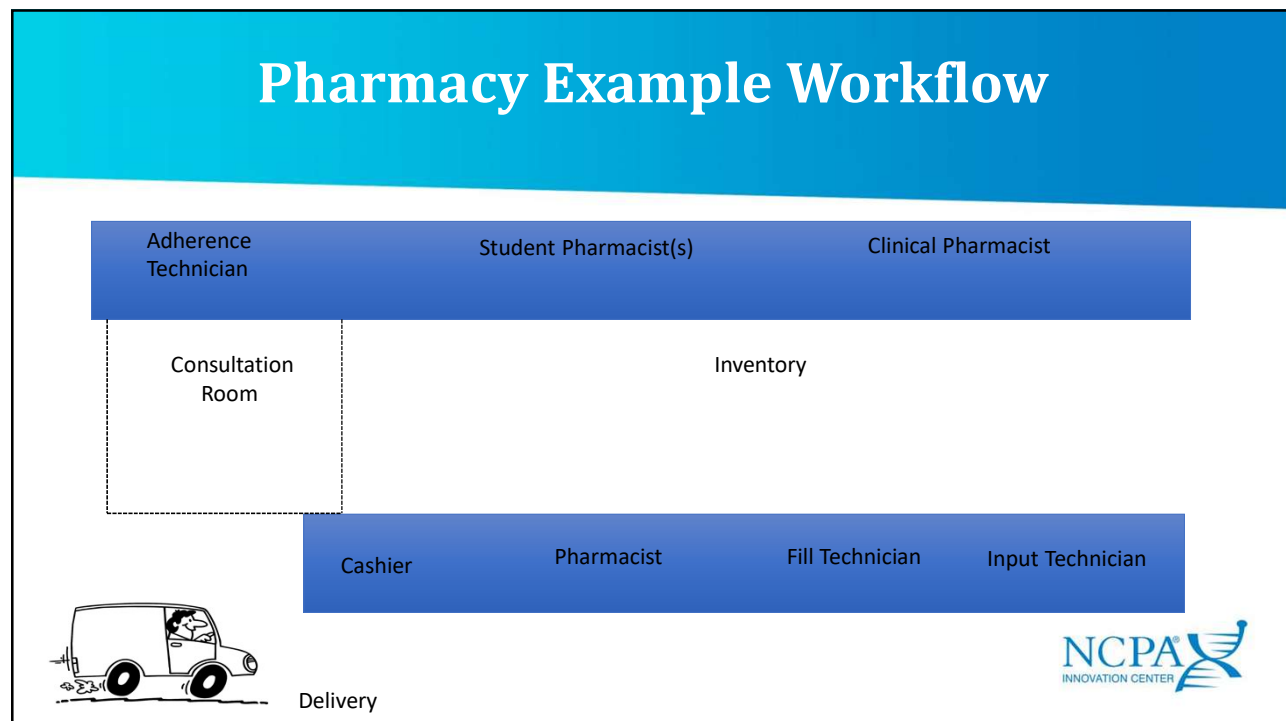 Pharmacy Example Workflow
Adherence
Technician
Student Pharmacist(s)
Clinical Pharmacist
Consultation
Room
Inventory
Cashier
Pharmacist
Fill Technician
Input Technician
Delivery
NCPA®
INNOVATION CENTER